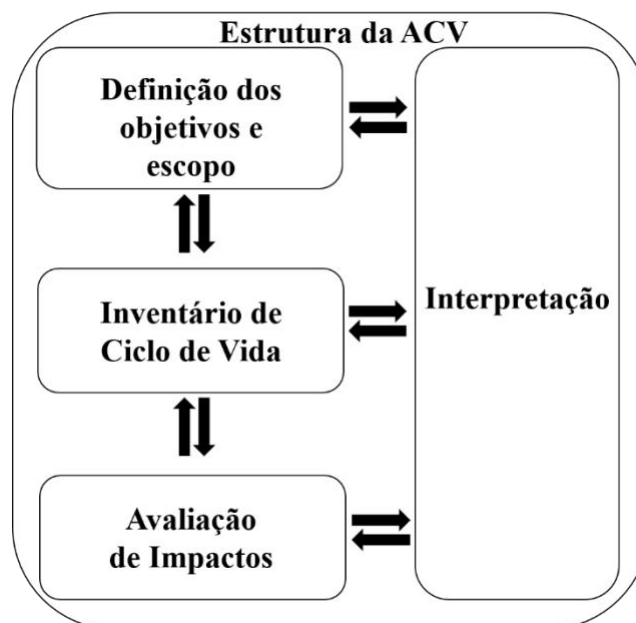 Estrutura da ACV
Definição dos
objetivos e
escopo
Inventário de
Ciclo de Vida
Interpretação
Avaliação
de Impactos